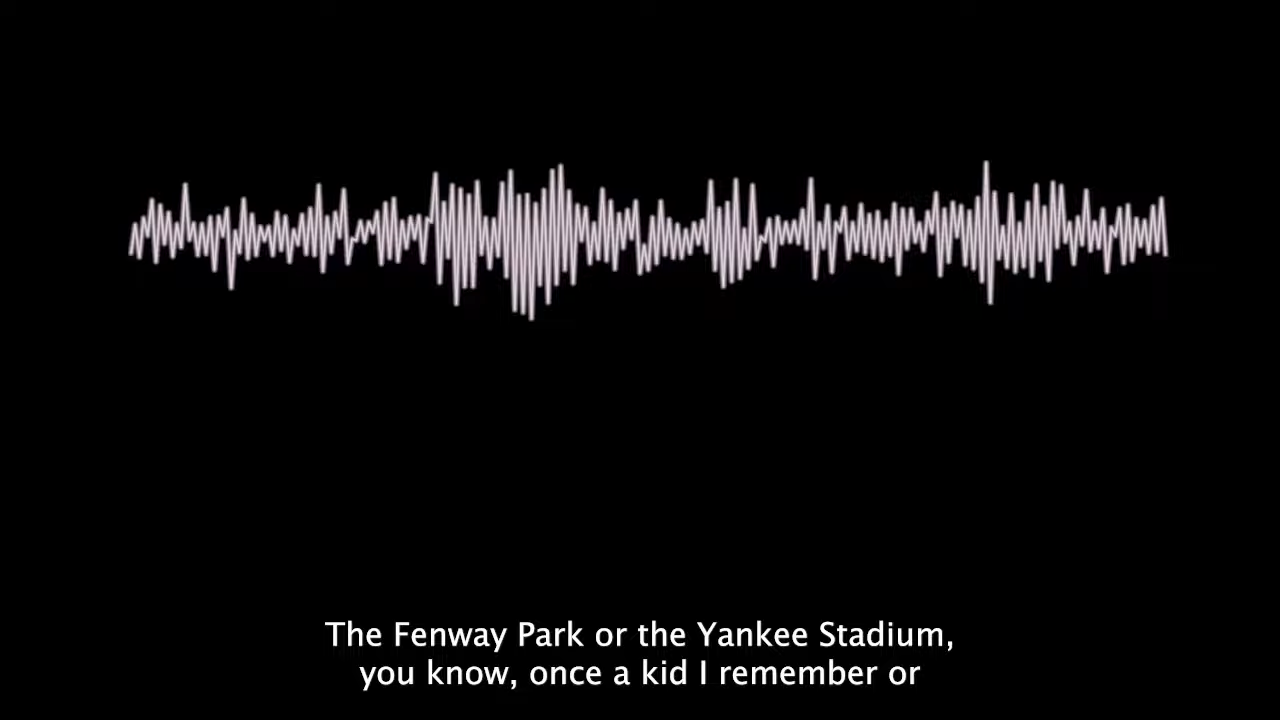 The Fenway Park or the Yankee Stadium,
you know, once a kid I remember or